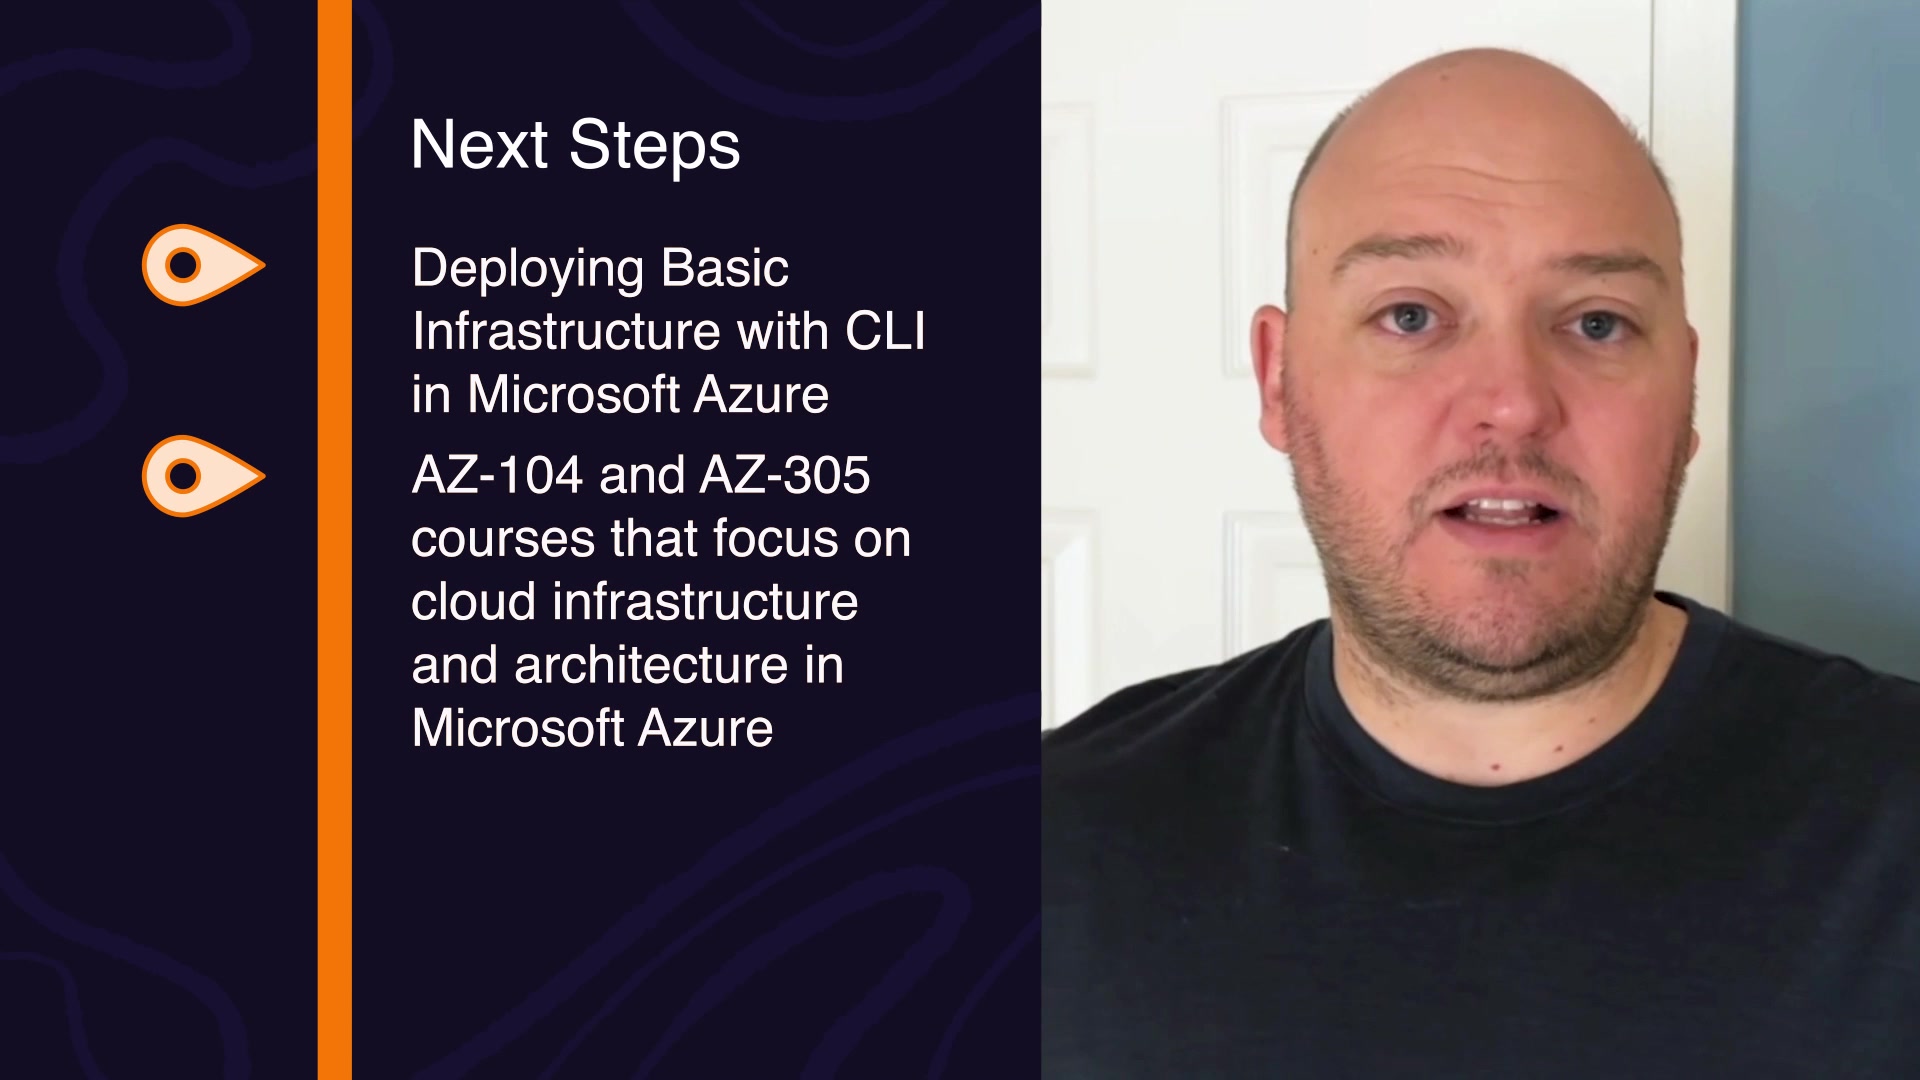 Next Steps
Deploying Basic
Infrastructure with CLI
in Microsoft Azure
AZ-104 and AZ-305
courses that focus on
cloud infrastructure
and architecture in
Microsoft Azure